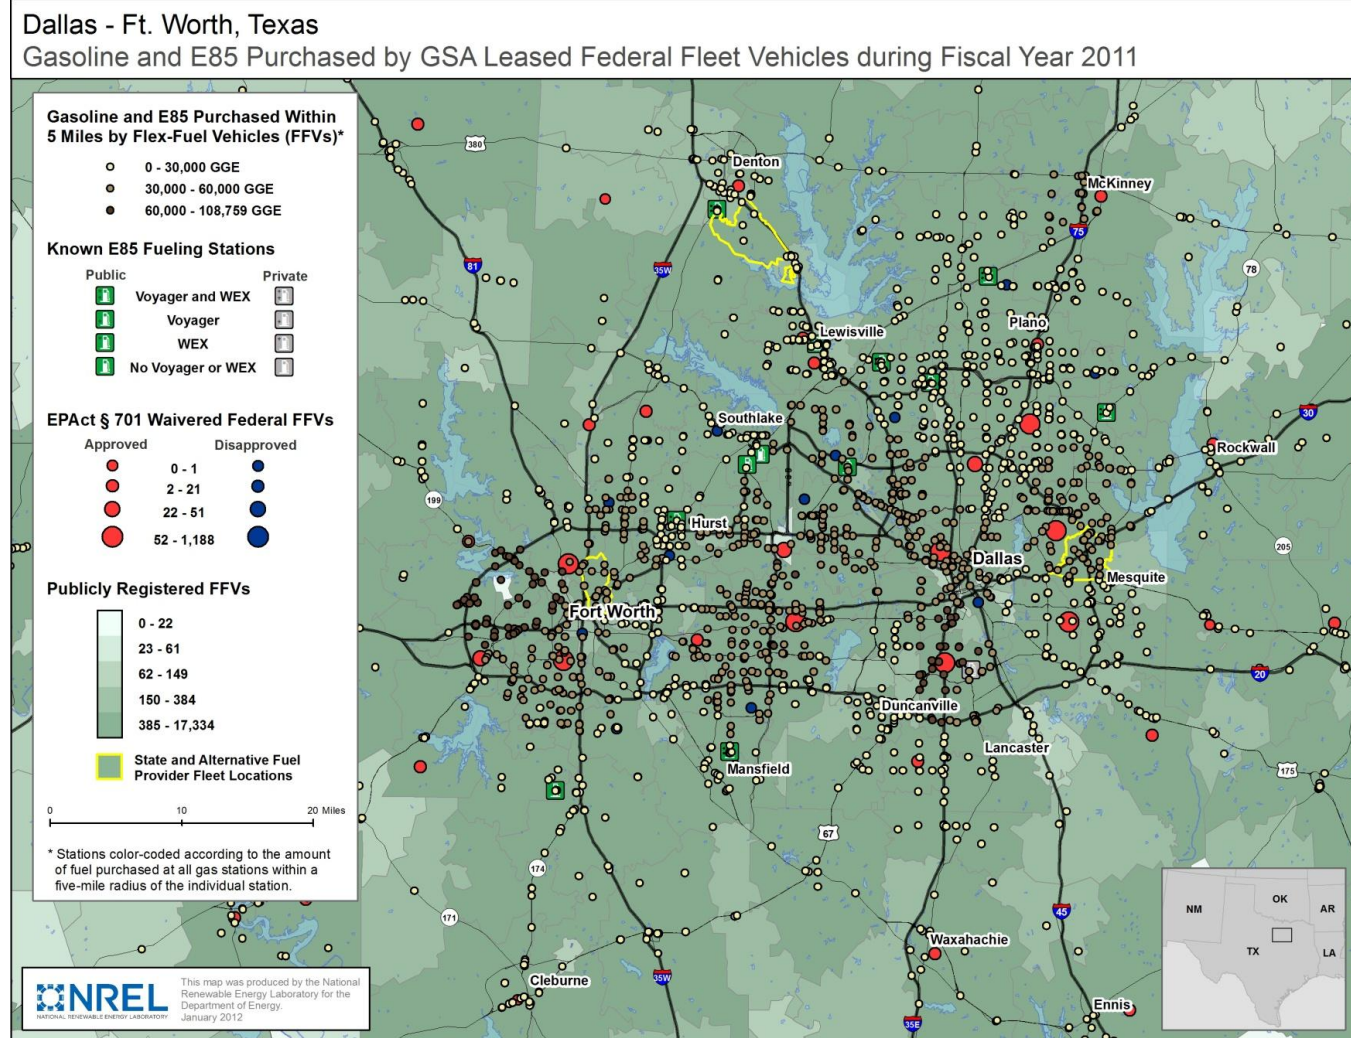 Dallas - Ft. Worth, Texas
Gasoline and E85 Purchased by GSA Leased Federal Fleet Vehicles during Fiscal Year 2011
Gasoline and E85 Purchased Within
5 Miles by Flex-Fuel Vehicles (FFVs)*
0 - 30,000 GGE
30,000 - 60,000 GGE
60,000 - 108,759 GGE
Known E85 Fueling Stations
Public Private
Voyager and WEX
Voyager
WEX
No Voyager or WEX
EPAct § 701 Waivered Federal FFVs
Approved Disapproved
0 - 1
2 - 21
22 - 51
52 - 1,188
Publicly Registered FFVs
0 - 22
23 - 61
62 - 149
150 - 384
385 - 17,334
State and Alternative Fuel
Provider Fleet Locations
0 10 20 Miles
* Stations color-coded according to the amount
of fuel purchased at all gas stations within a
five-mile radius of the individual station.
380
Denton
McKinney
75
81
35W
78
Plano
Lewisville
30
Southlake
Rockwall
199
Hurst
205
Dallas
Mesquite
Fort Worth
20
Duncanville
Lancaster
Mansfield
175
67
174
171
45
Waxahachie
Cleburne
35W
Ennis
35E
NM
OK
AR
TX
LA
NREL
NATIONAL RENEWABLE ENERGY LABORATORY
This map was produced by the National
Renewable Energy Laboratory for the
Department of Energy.
January 2012